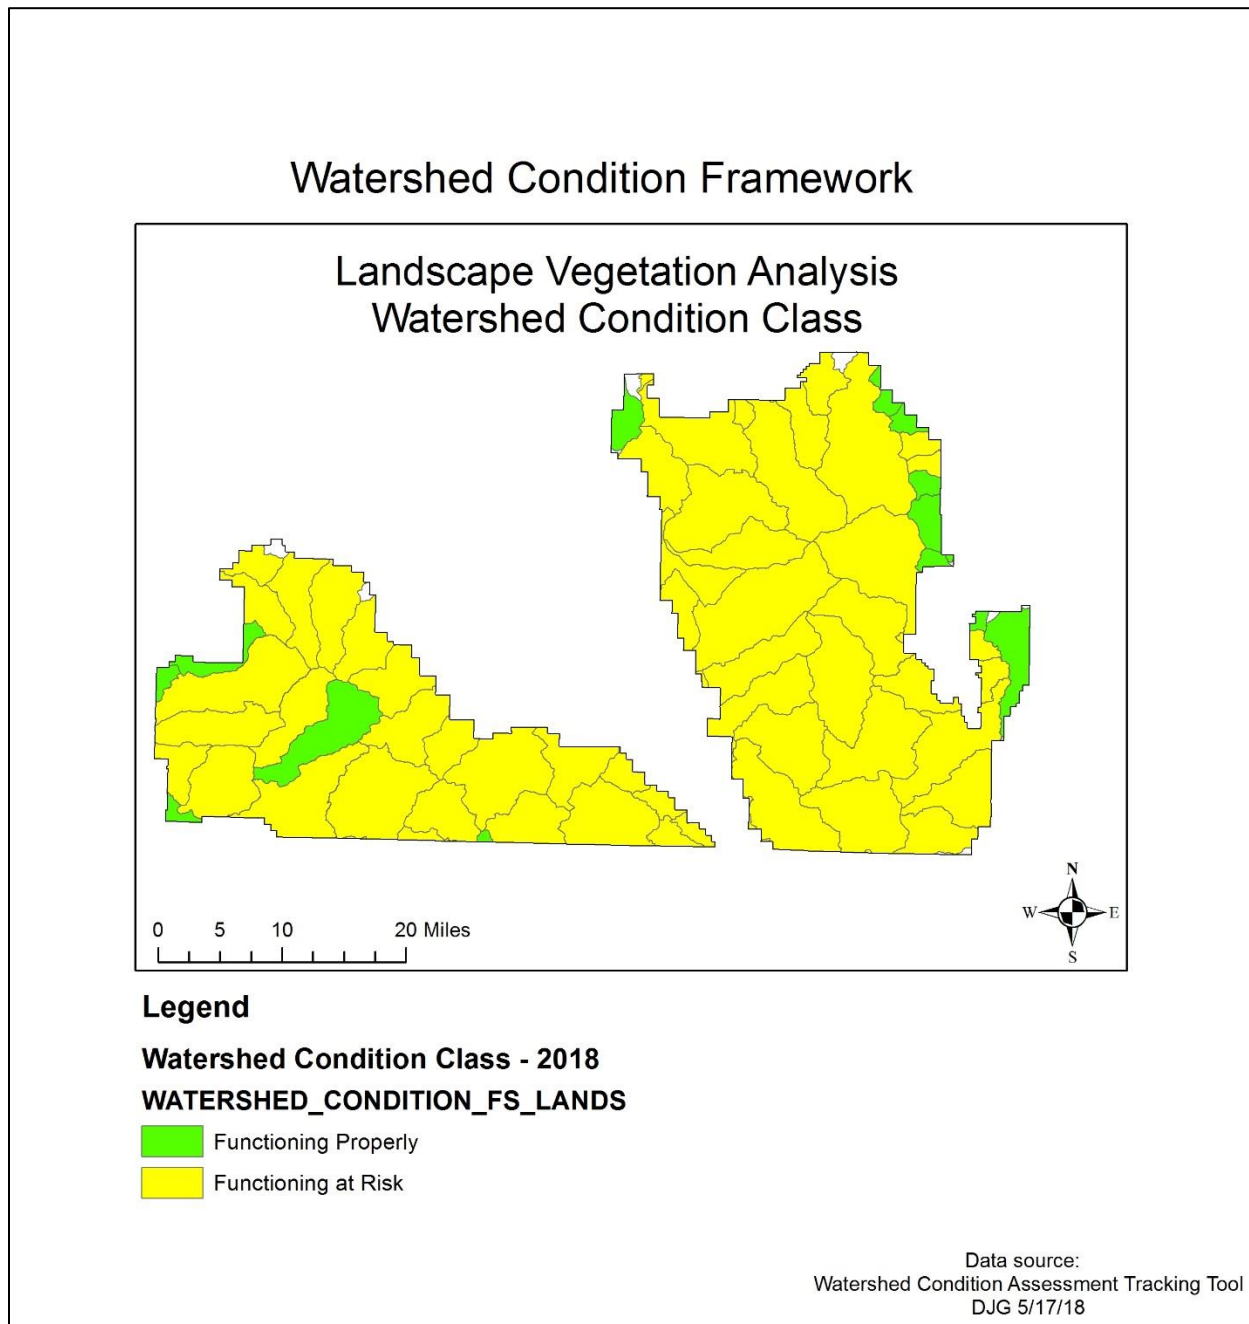 Watershed Condition Framework
Landscape Vegetation Analysis
Watershed Condition Class
N
W E
S
0 5 10 20 Miles
Legend
Watershed Condition Class - 2018
WATERSHED_CONDITION_FS_LANDS
Functioning Properly
Functioning at Risk
Data source:
Watershed Condition Assessment Tracking Tool
DJG 5/17/18